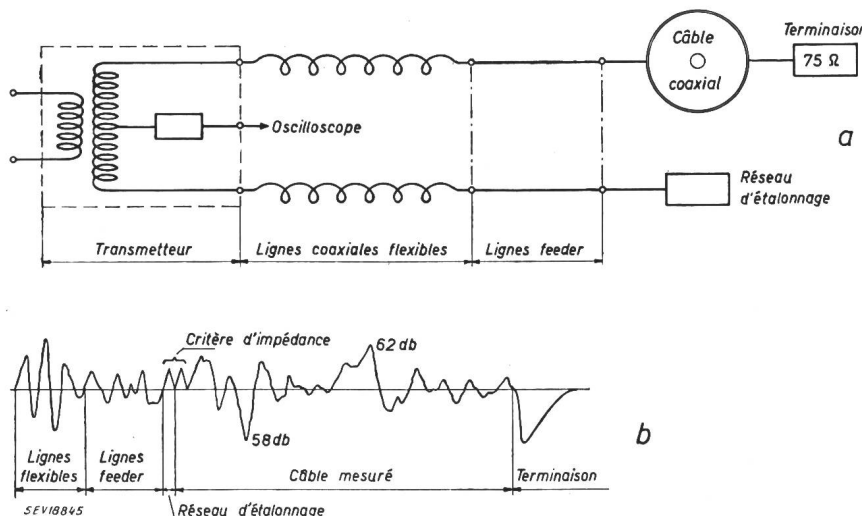 Terminaison
Câble
coaxial
75 Ω
Oscilloscope
a
Réseau
d'étalonnage
Transmetteur
Lignes coaxiales flexibles
Lignes feeder
Critère d'impédance
62 db
58 db
b
Lignes
flexibles
Lignes
feeder
Câble mesuré
Terminaison
SEV18845
Réseau d'étalonnage